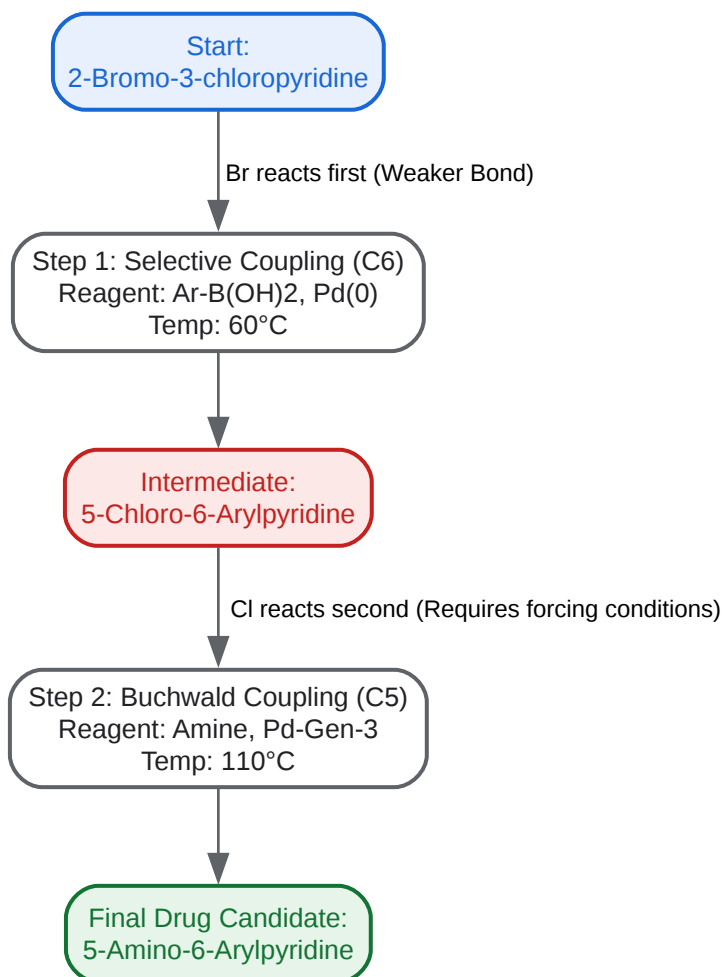 Start:
2-Bromo-3-chloropyridine
Br reacts first (Weaker Bond)
Step 1: Selective Coupling (C6)
Reagent: Ar-B(OH)2, Pd(0)
Temp: 60°C
Intermediate:
5-Chloro-6-Arylpyridine
Cl reacts second (Requires forcing conditions)
Step 2: Buchwald Coupling (C5)
Reagent: Amine, Pd-Gen-3
Temp: 110°C
Final Drug Candidate:
5-Amino-6-Arylpyridine